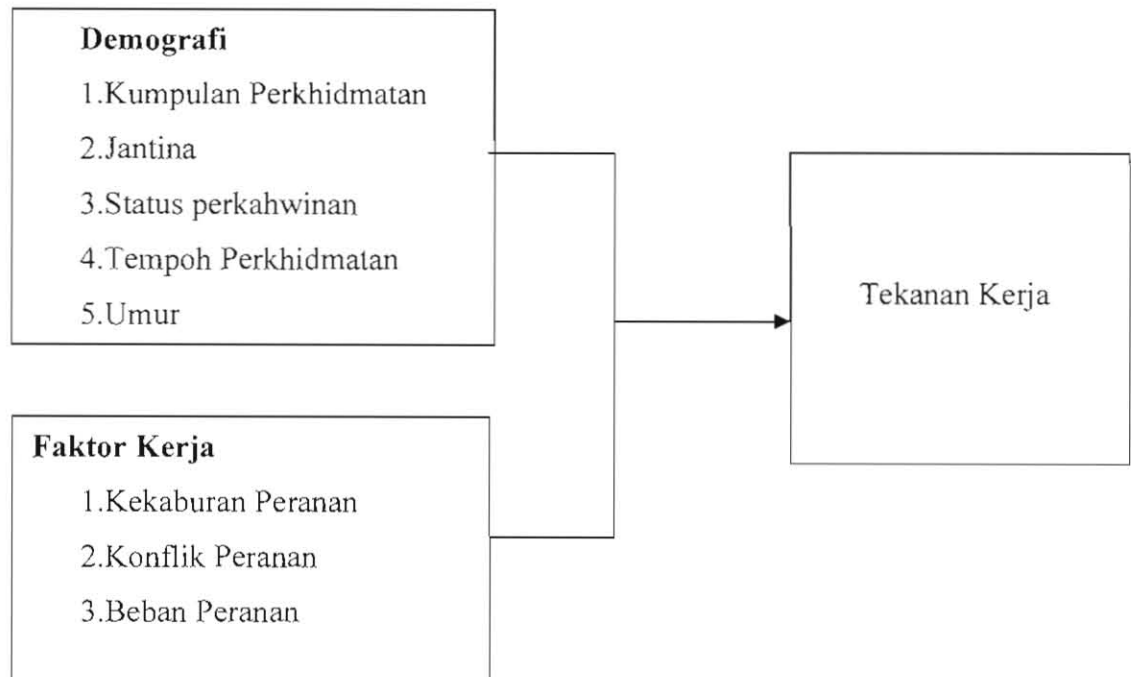 Demografi
1.Kumpulan Perkhidmatan
2.Jantina
3.Status perkahwinan
4.Tempoh Perkhidmatan
5.Umur
Tekanan Kerja
Faktor Kerja
1.Kekaburan Peranan
2.Konflik Peranan
3.Beban Peranan